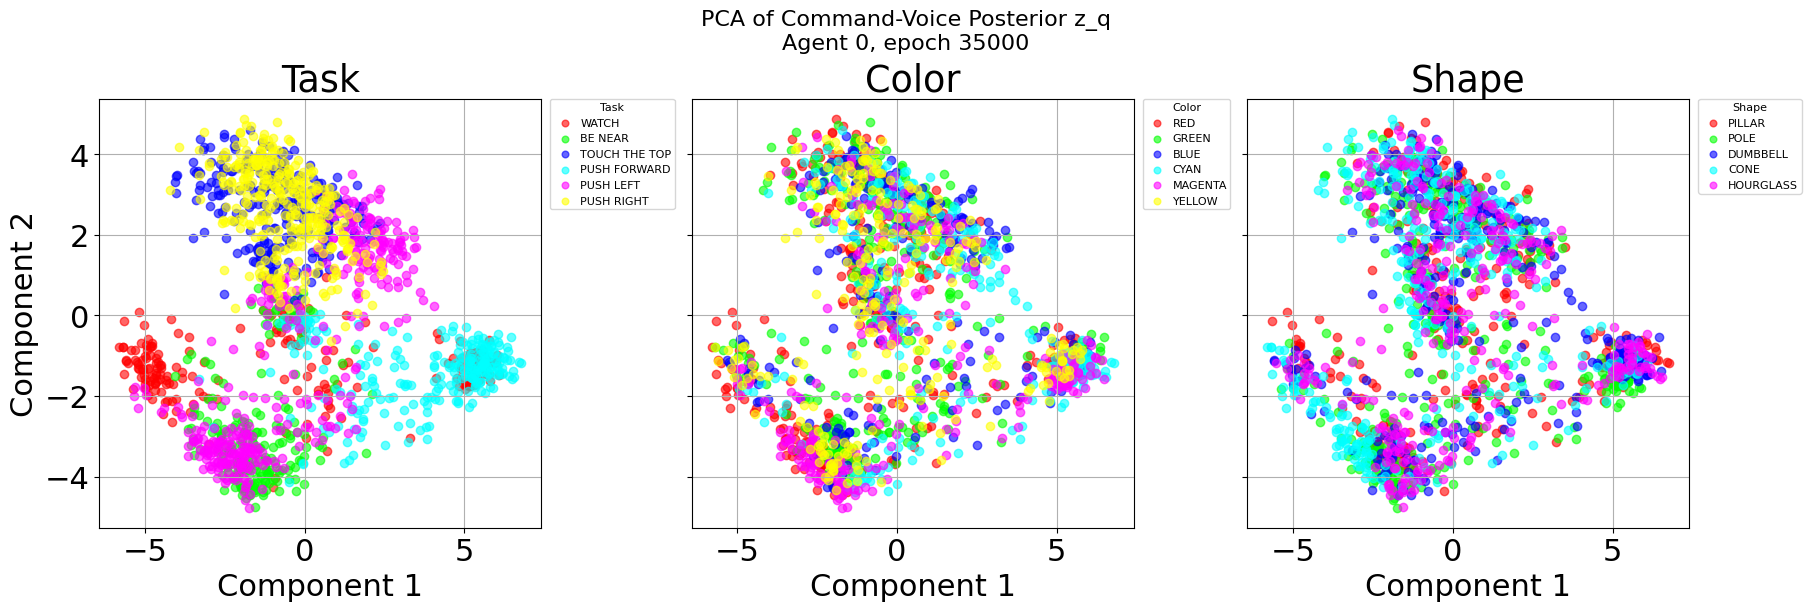 PCA of Command-Voice Posterior z_q
Agent 0, epoch 35000
Task
Component 2
4
2
0
−2
−4
−5
0
5
Component 1
Task
WATCH
BE NEAR
TOUCH THE TOP
PUSH FORWARD
PUSH LEFT
PUSH RIGHT
Color
−5
0
5
Component 1
Color
RED
GREEN
BLUE
CYAN
MAGENTA
YELLOW
Shape
−5
0
5
Component 1
Shape
PILLAR
POLE
DUMBBELL
CONE
HOURGLASS